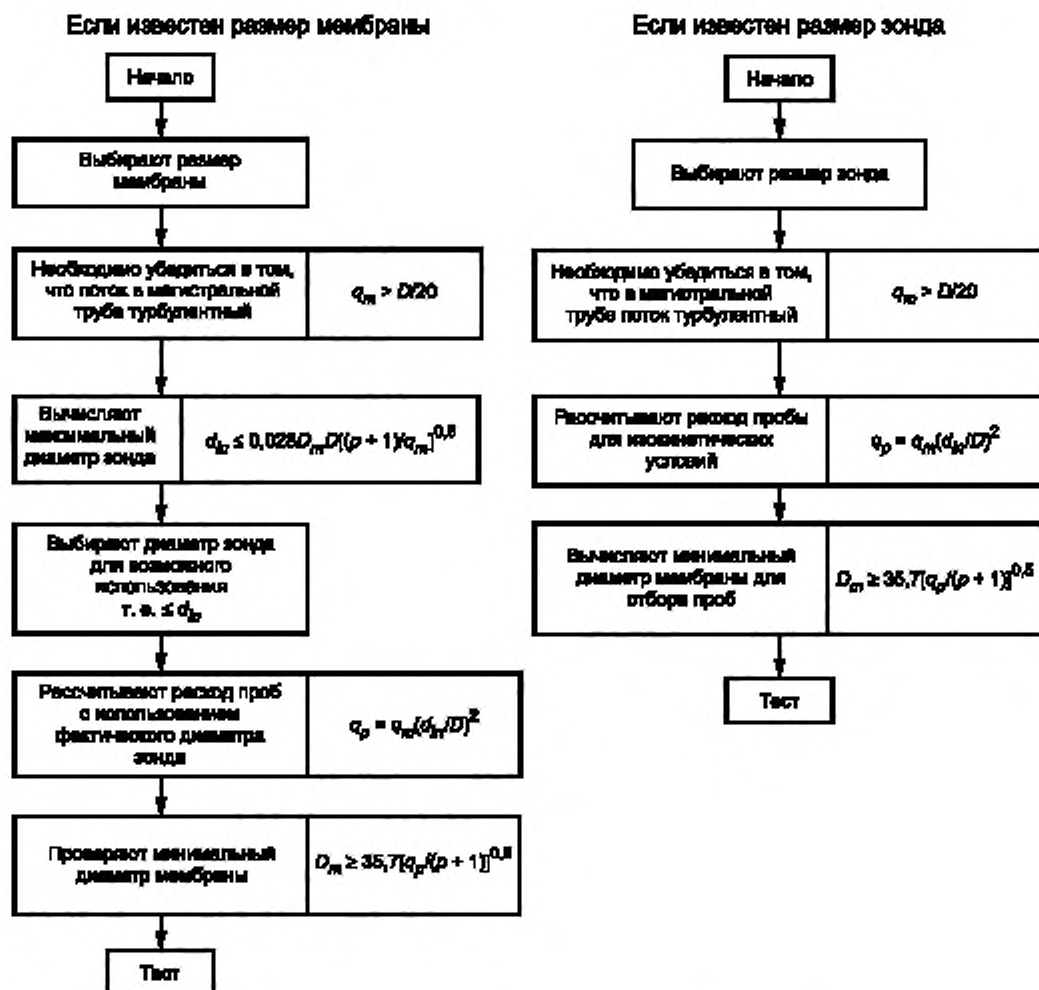 Если известен размер мембраны
Начало
Выбирают размер
мембраны
Необходимо убедиться в том,
что поток в магистральной
трубе турбулентный
q_m > D/20
Вычисляют
максимальный
диаметр зонда
d_in ≤ 0,028D_mD[(p + 1)/q_m]^0,5
Выбирают диаметр зонда
для возможного
использования
т. е. ≤ d_in
Рассчитывают расход проб
с использованием
фактического диаметра
зонда
q_p = q_m(d_in/D)^2
Проверяют минимальный
диаметр мембраны
D_m ≥ 35,7[q_p/(p + 1)]^0,5
Тест
Если известен размер зонда
Начало
Выбирают размер зонда
Необходимо убедиться в том,
что в магистральной
трубе поток турбулентный
q_m > D/20
Рассчитывают расход пробы
для изокинетических
условий
q_p = q_m(d_in/D)^2
Вычисляют минимальный
диаметр мембраны для
отбора проб
D_m ≥ 35,7[q_p/(p + 1)]^0,5
Тест